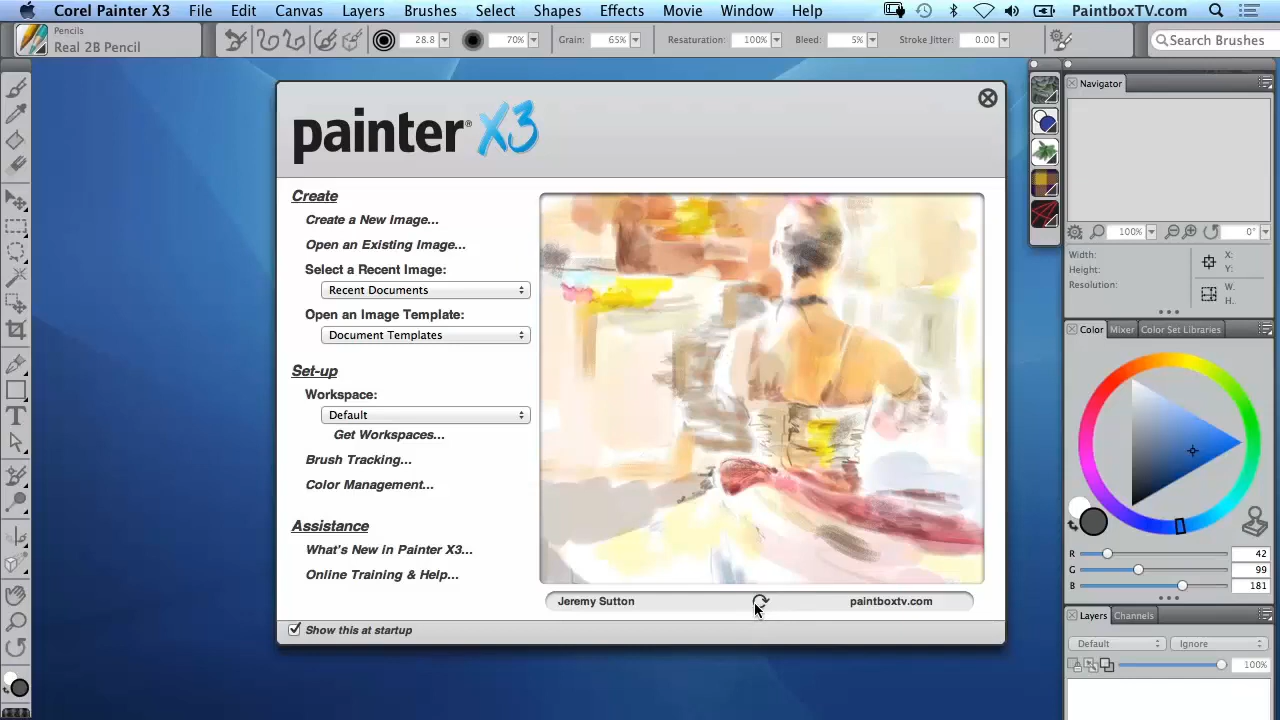 Corel Painter X3 File Edit Canvas Layers Brushes Select Shapes Effects Movie Window Help PaintboxTV.com
Pencils
Real 2B Pencil
28.8 70% Grain: 65% Resaturation: 100% Bleed: 5% Stroke Jitter: 0.00 Search Brushes
painter® X3
Create
Create a New Image...
Open an Existing Image...
Select a Recent Image:
Recent Documents
Open an Image Template:
Document Templates
Set-up
Workspace:
Default
Get Workspaces...
Brush Tracking...
Color Management...
Assistance
What's New in Painter X3...
Online Training & Help...
Jeremy Sutton paintboxtv.com
Show this at startup
Navigator
100% 0°
Width: X:
Height: Y:
Resolution: W.
H.
Color Mixer Color Set Libraries
R 42
G 99
B 181
Layers Channels
Default Ignore
100%
T